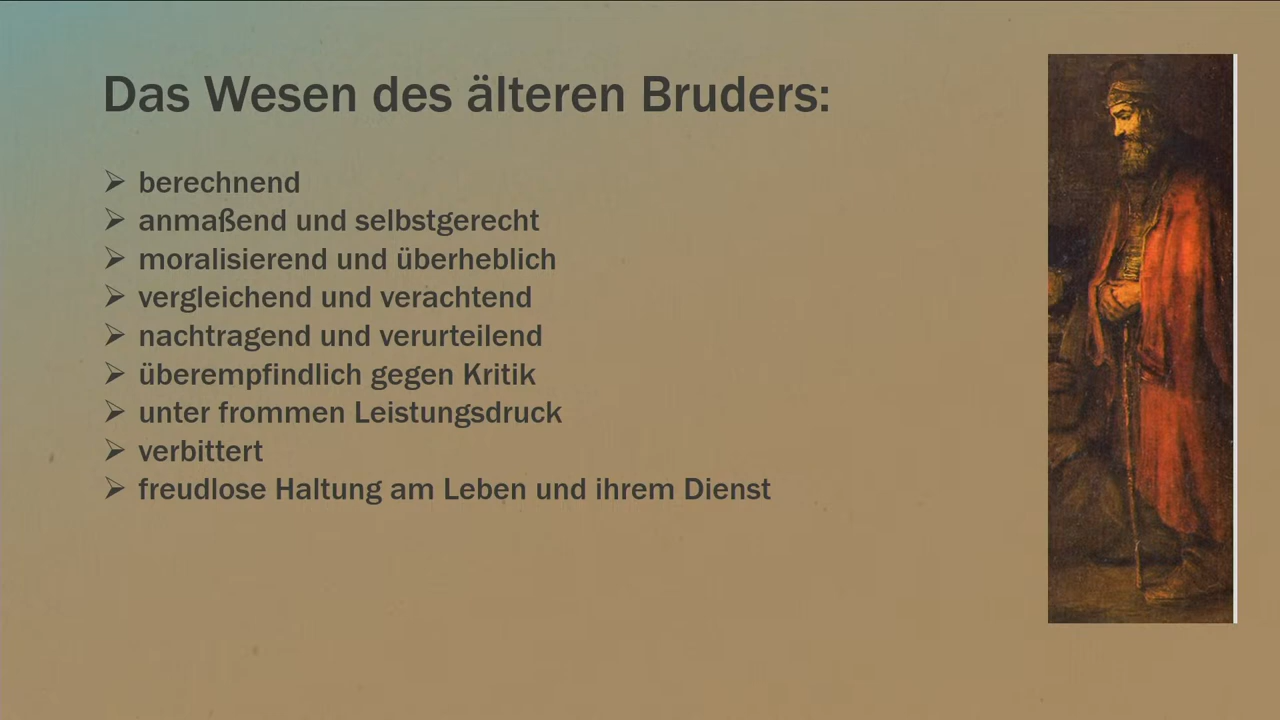 Das Wesen des älteren Bruders:
➢ berechnend
➢ anmaßend und selbstgerecht
➢ moralisierend und überheblich
➢ vergleichend und verachtend
➢ nachtragend und verurteilend
➢ überempfindlich gegen Kritik
➢ unter frommen Leistungsdruck
➢ verbittert
➢ freudlose Haltung am Leben und ihrem Dienst